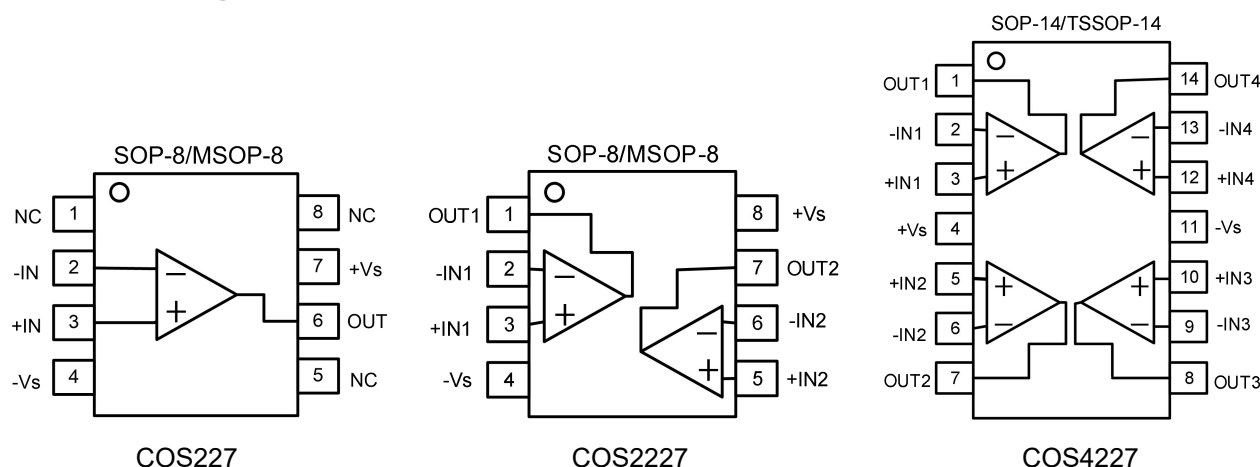 SOP-8/MSOP-8
NC 1
-IN 2
+IN 3
-Vs 4
8 NC
7 +Vs
6 OUT
5 NC
− +
COS227
SOP-8/MSOP-8
OUT1 1
-IN1 2
+IN1 3
-Vs 4
8 +Vs
7 OUT2
6 -IN2
5 +IN2
− +
− +
COS2227
SOP-14/TSSOP-14
OUT1 1
-IN1 2
+IN1 3
+Vs 4
+IN2 5
-IN2 6
OUT2 7
14 OUT4
13 -IN4
12 +IN4
11 -Vs
10 +IN3
9 -IN3
8 OUT3
− +
− +
+ −
+ −
COS4227